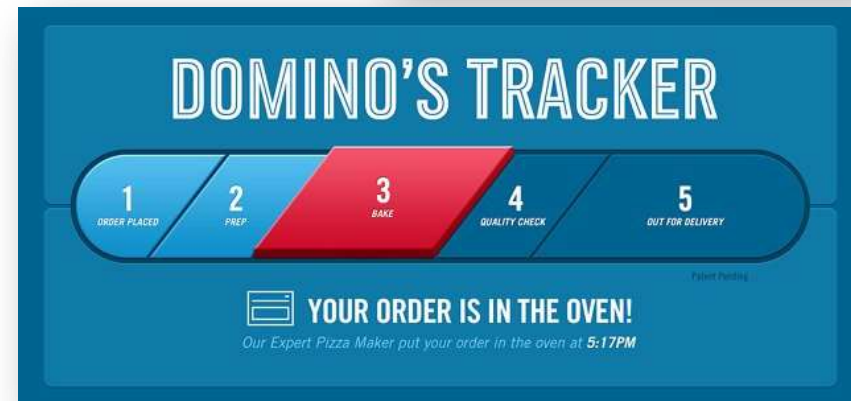 DOMINO'S TRACKER
1
ORDER PLACED
2
PREP
3
BAKE
4
QUALITY CHECK
5
OUT FOR DELIVERY
Patent Pending
YOUR ORDER IS IN THE OVEN!
Our Expert Pizza Maker put your order in the oven at 5:17PM